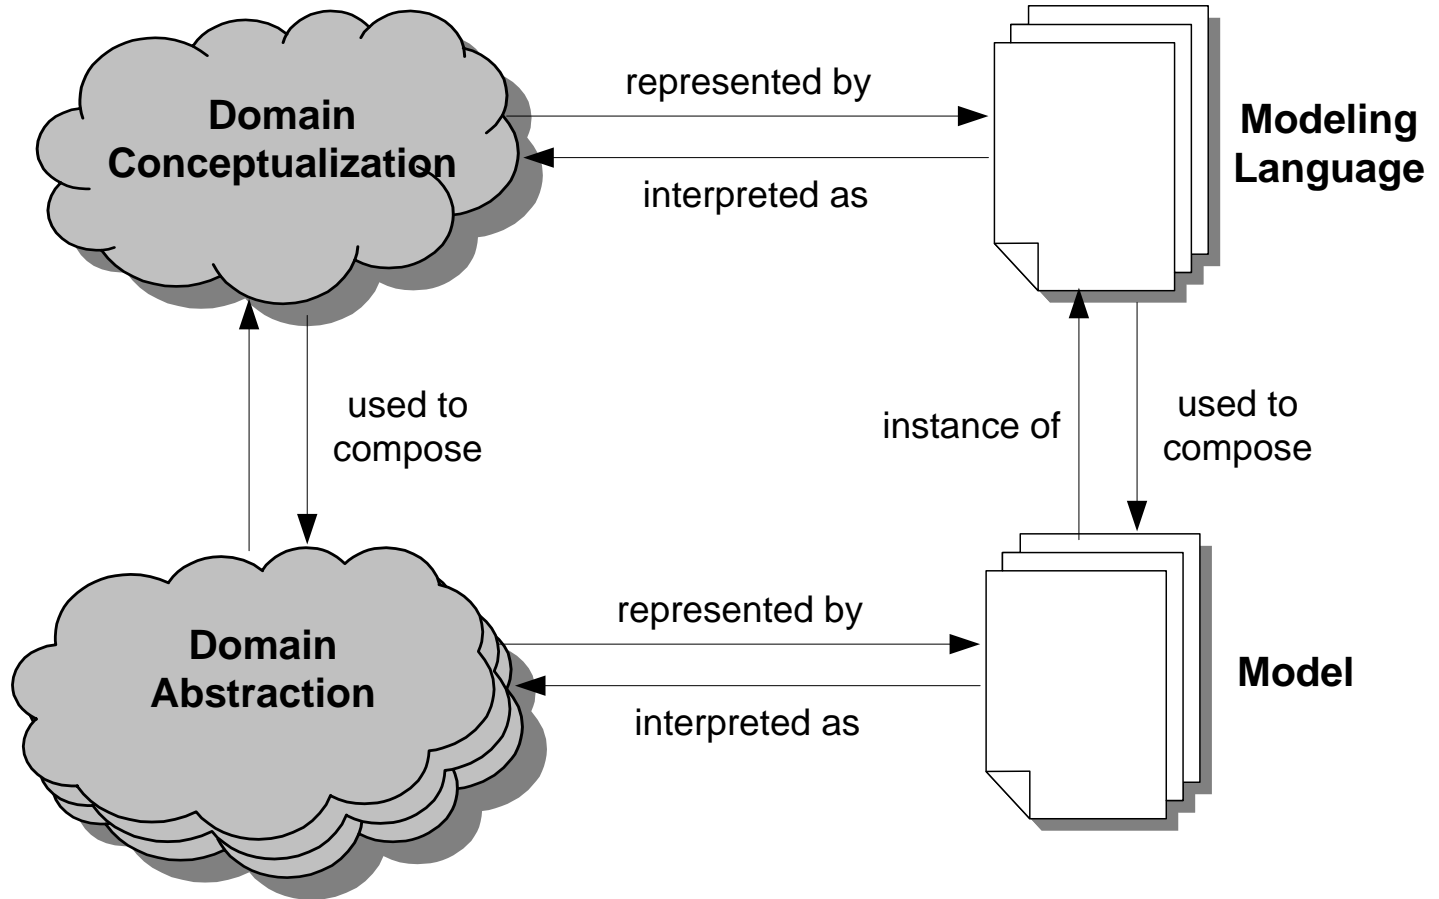 represented by
Domain
Conceptualization
Modeling
Language
interpreted as
used to
compose
instance of
used to
compose
represented by
Domain
Abstraction
Model
interpreted as